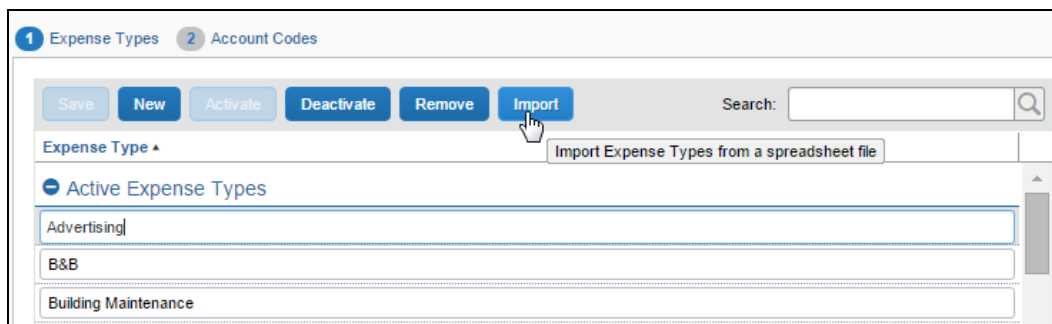 1 Expense Types 2 Account Codes
Save New Activate Deactivate Remove Import Search:
Expense Type
Import Expense Types from a spreadsheet file
Active Expense Types
Advertising
B&B
Building Maintenance